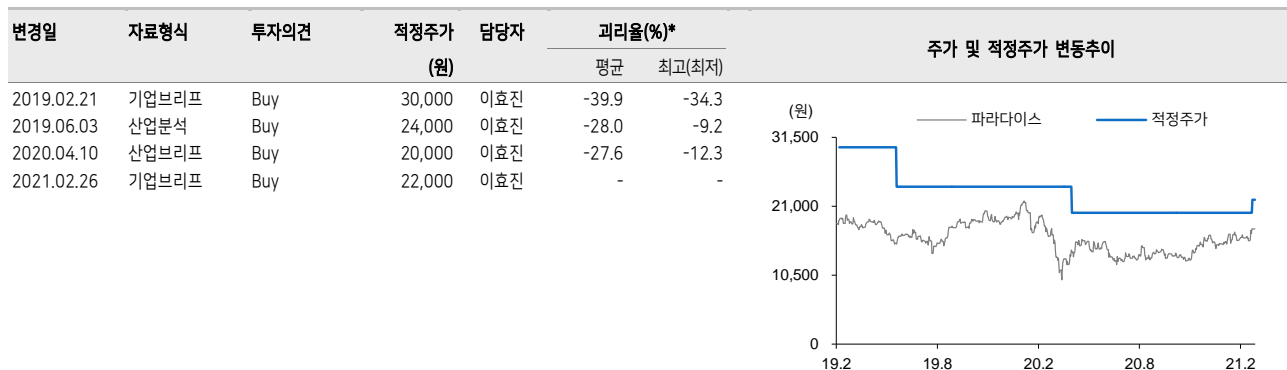 변경일 자료형식 투자의견 적정주가 담당자 괴리율(%)* 주가 및 적정주가 변동추이
(원) 평균 최고(최저)
2019.02.21 기업브리프 Buy 30,000 이효진 -39.9 -34.3
2019.06.03 산업분석 Buy 24,000 이효진 -28.0 -9.2
2020.04.10 산업브리프 Buy 20,000 이효진 -27.6 -12.3
2021.02.26 기업브리프 Buy 22,000 이효진 - -
(원) 파라다이스 적정주가
31,500
21,000
10,500
0
19.2 19.8 20.2 20.8 21.2